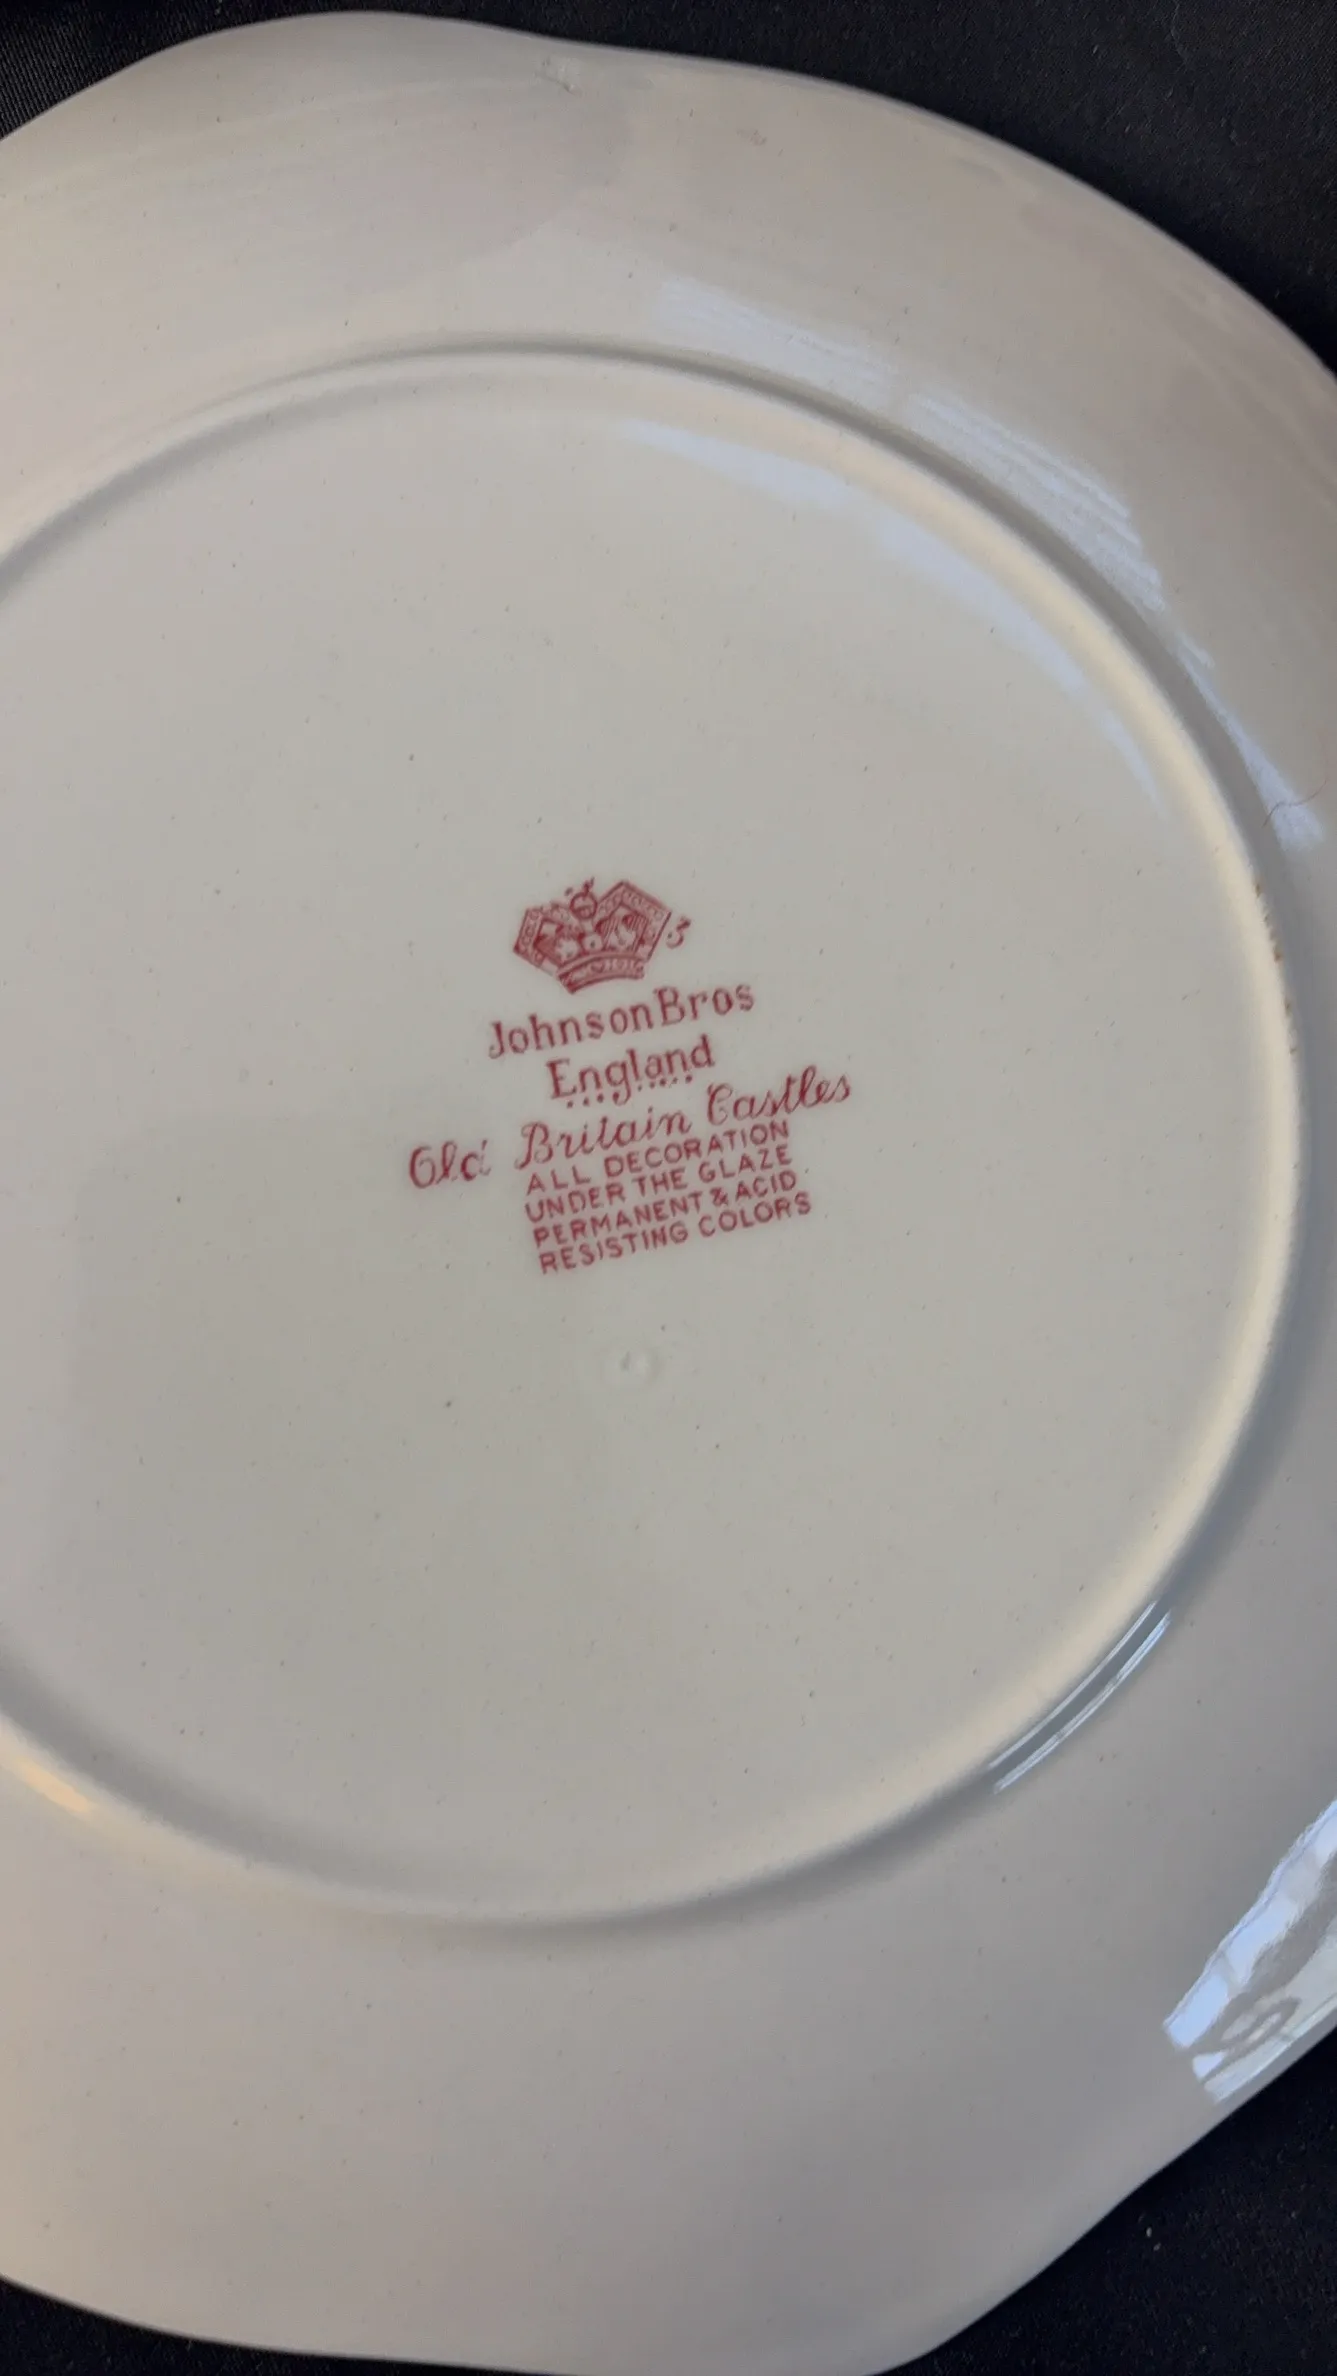 3
Johnson Bros
England
Old Britain Castles
ALL DECORATION
UNDER THE GLAZE
PERMANENT & ACID
RESISTING COLORS